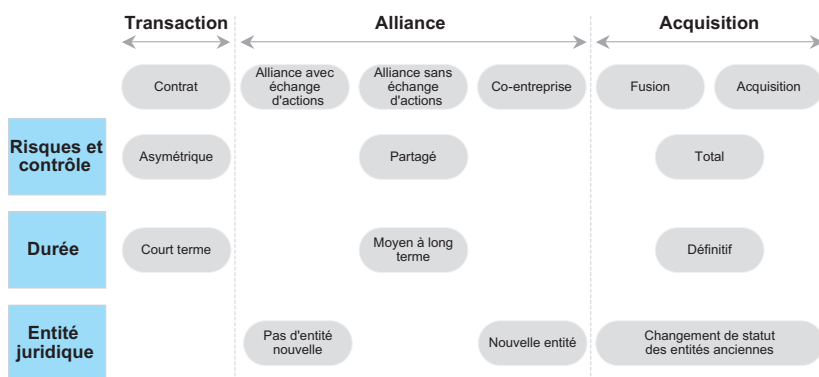 Transaction
Alliance
Acquisition
Contrat
Alliance avec
échange
d'actions
Alliance sans
échange
d'actions
Co-entreprise
Fusion
Acquisition
Risques et
contrôle
Asymétrique
Partagé
Total
Durée
Court terme
Moyen à long
terme
Définitif
Entité
juridique
Pas d'entité
nouvelle
Nouvelle entité
Changement de statut
des entités anciennes